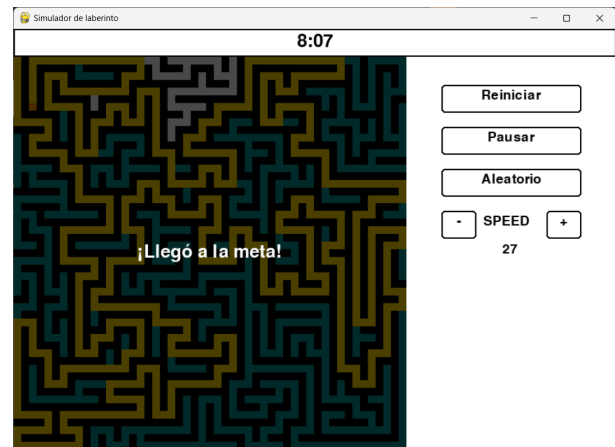 Simulador de laberinto
8:07
Reiniciar
Pausar
Aleatorio
- SPEED +
27
¡Llegó a la meta!